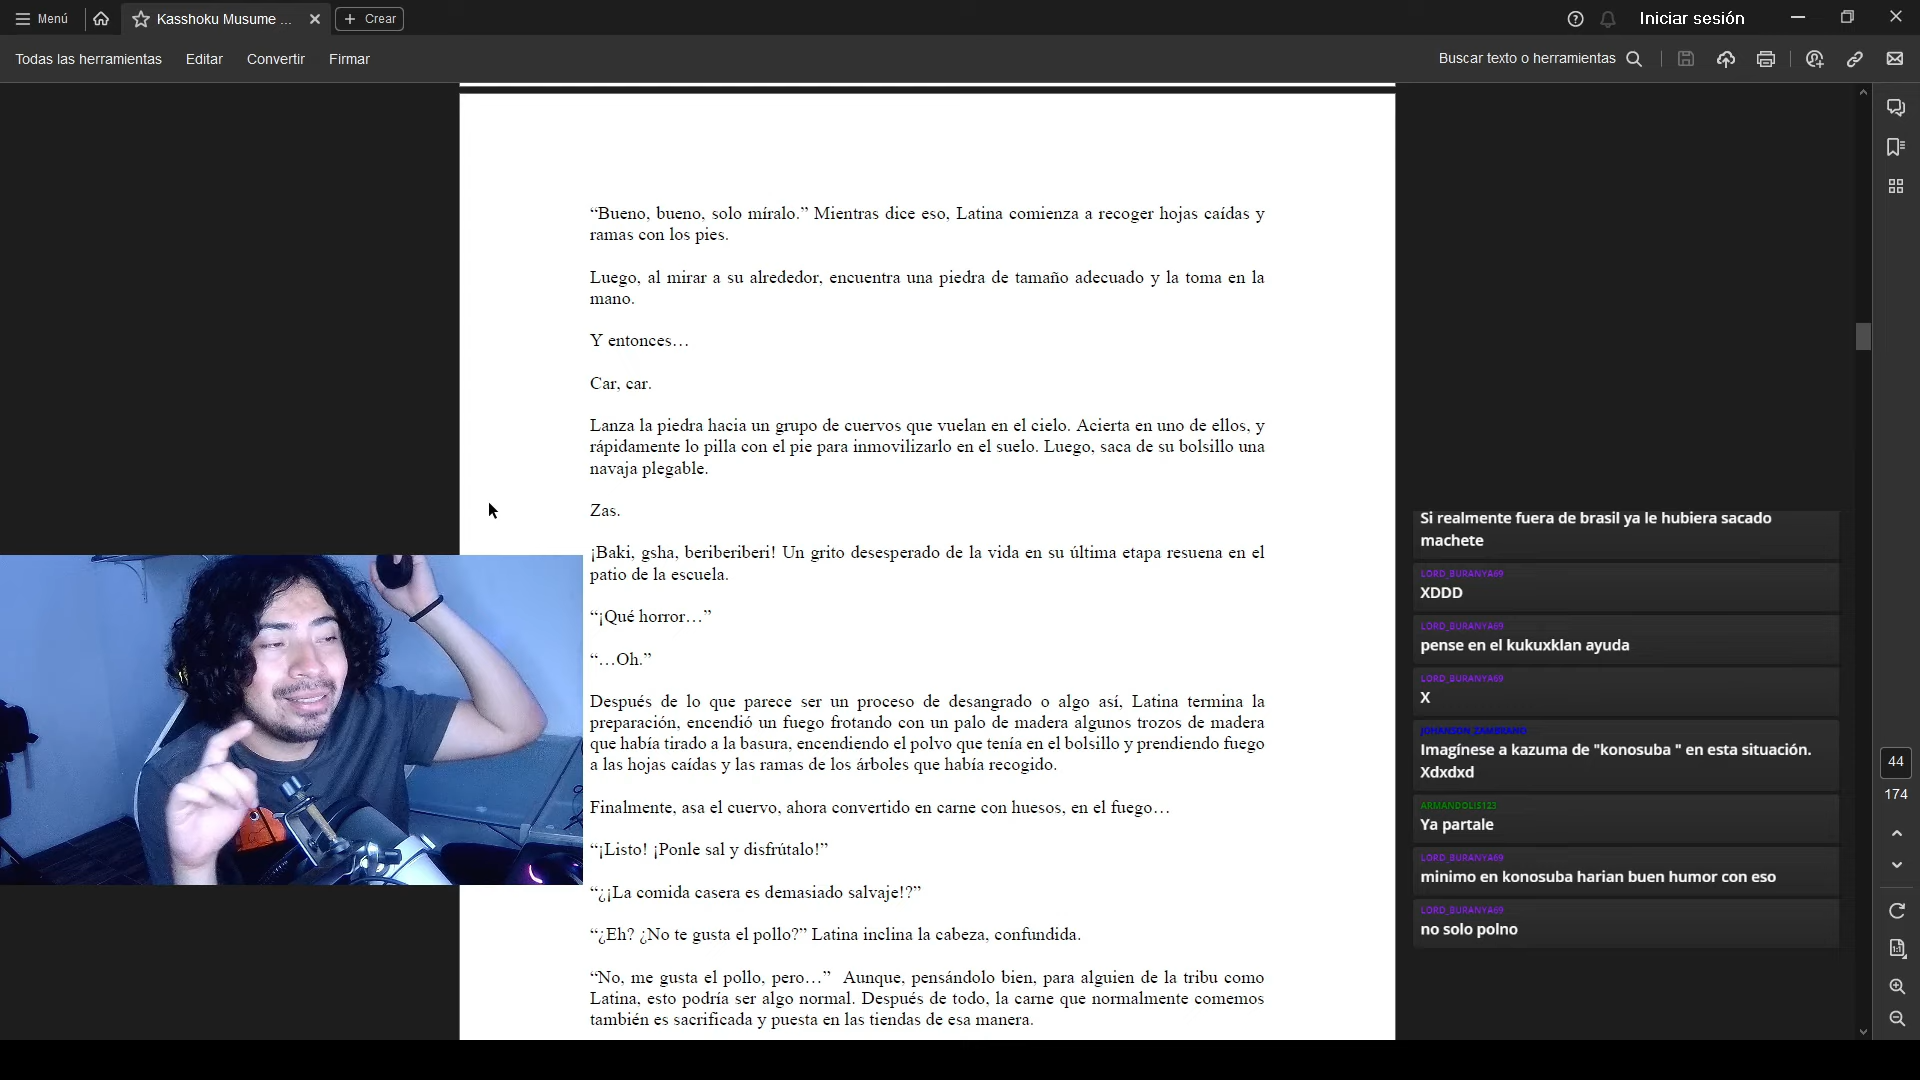 Menú
Kasshoku Musume ...
Crear
Iniciar sesión
Todas las herramientas
Editar
Convertir
Firmar
Buscar texto o herramientas
“Bueno, bueno, solo míralo.” Mientras dice eso, Latina comienza a recoger hojas caídas y
ramas con los pies.
Luego, al mirar a su alrededor, encuentra una piedra de tamaño adecuado y la toma en la
mano.
Y entonces…
Car, car.
Lanza la piedra hacia un grupo de cuervos que vuelan en el cielo. Acierta en uno de ellos, y
rápidamente lo pilla con el pie para inmovilizarlo en el suelo. Luego, saca de su bolsillo una
navaja plegable.
Zas.
¡Baki, gsha, beriberiberi! Un grito desesperado de la vida en su última etapa resuena en el
patio de la escuela.
“¡Qué horror…”
“…Oh.”
Después de lo que parece ser un proceso de desangrado o algo así, Latina termina la
preparación, encendió un fuego frotando con un palo de madera algunos trozos de madera
que había tirado a la basura, encendiendo el polvo que tenía en el bolsillo y prendiendo fuego
a las hojas caídas y las ramas de los árboles que había recogido.
Finalmente, asa el cuervo, ahora convertido en carne con huesos, en el fuego…
“¡Listo! ¡Ponle sal y disfrútalo!”
“¿¡La comida casera es demasiado salvaje!?”
“¿Eh? ¿No te gusta el pollo?” Latina inclina la cabeza, confundida.
“No, me gusta el pollo, pero…” Aunque, pensándolo bien, para alguien de la tribu como
Latina, esto podría ser algo normal. Después de todo, la carne que normalmente comemos
también es sacrificada y puesta en las tiendas de esa manera.
Si realmente fuera de brasil ya le hubiera sacado
machete
LORD_BURANYA69
XDDD
LORD_BURANYA69
pense en el kukuxklan ayuda
LORD_BURANYA69
X
JOHANSON ZAMBRANO
Imagínese a kazuma de "konosuba " en esta situación.
Xdxdxd
ARMANDOLIS123
Ya partale
LORD_BURANYA69
minimo en konosuba harian buen humor con eso
LORD_BURANYA69
no solo polno
44
174
1:1